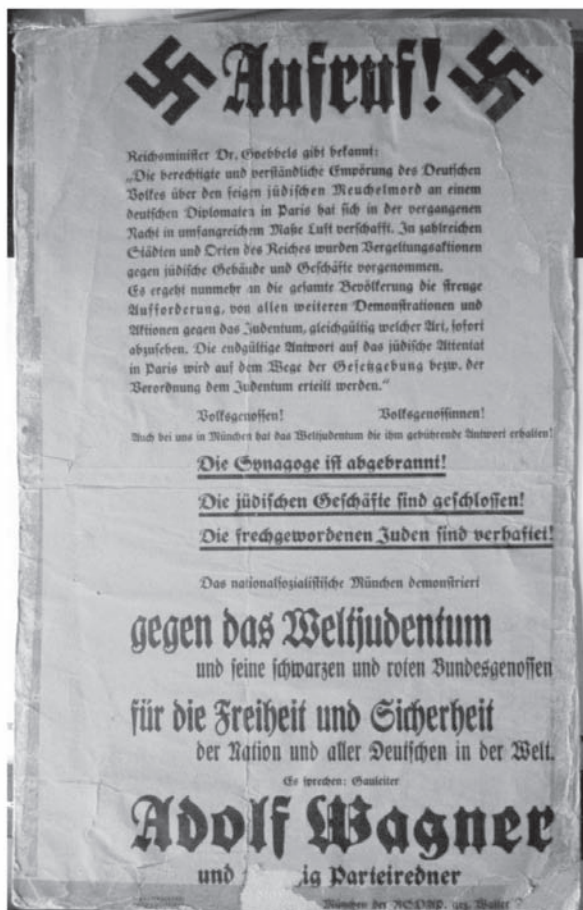 Aufruf!
Reichsminister Dr. Goebbels gibt bekannt:
„Die berechtigte und verständliche Empörung des Deutschen
Volkes über den feigen jüdischen Meuchelmord an einem
deutschen Diplomaten in Paris hat sich in der vergangenen
Nacht in umfangreichem Maße Luft verschafft. In zahlreichen
Städten und Orten des Reiches wurden Vergeltungsaktionen
gegen jüdische Gebäude und Geschäfte vorgenommen.
Es ergeht nunmehr an die gesamte Bevölkerung die strenge
Aufforderung, von allen weiteren Demonstrationen und
Aktionen gegen das Judentum, gleichgültig welcher Art, sofort
abzusehen. Die endgültige Antwort auf das jüdische Attentat
in Paris wird auf dem Wege der Gesetzgebung bezw. der
Verordnung dem Judentum erteilt werden.“
Volksgenossen! Volksgenossinnen!
Auch bei uns in München hat das Weltjudentum die ihm gebührende Antwort erhalten!
Die Synagoge ist abgebrannt!
Die jüdischen Geschäfte sind geschlossen!
Die frechgewordenen Juden sind verhaftet!
Das nationalsozialistische München demonstriert
gegen das Weltjudentum
und seine schwarzen und roten Bundesgenossen
für die Freiheit und Sicherheit
der Nation und aller Deutschen in der Welt.
Es sprechen: Gauleiter
Adolf Wagner
und ig Parteiredner
München der NSDAP. gez.